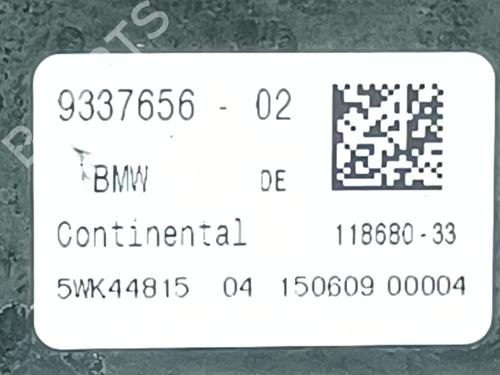 9337656 - 02
BMW DE
Continental 118680-33
5WK44815 04 150609 00004